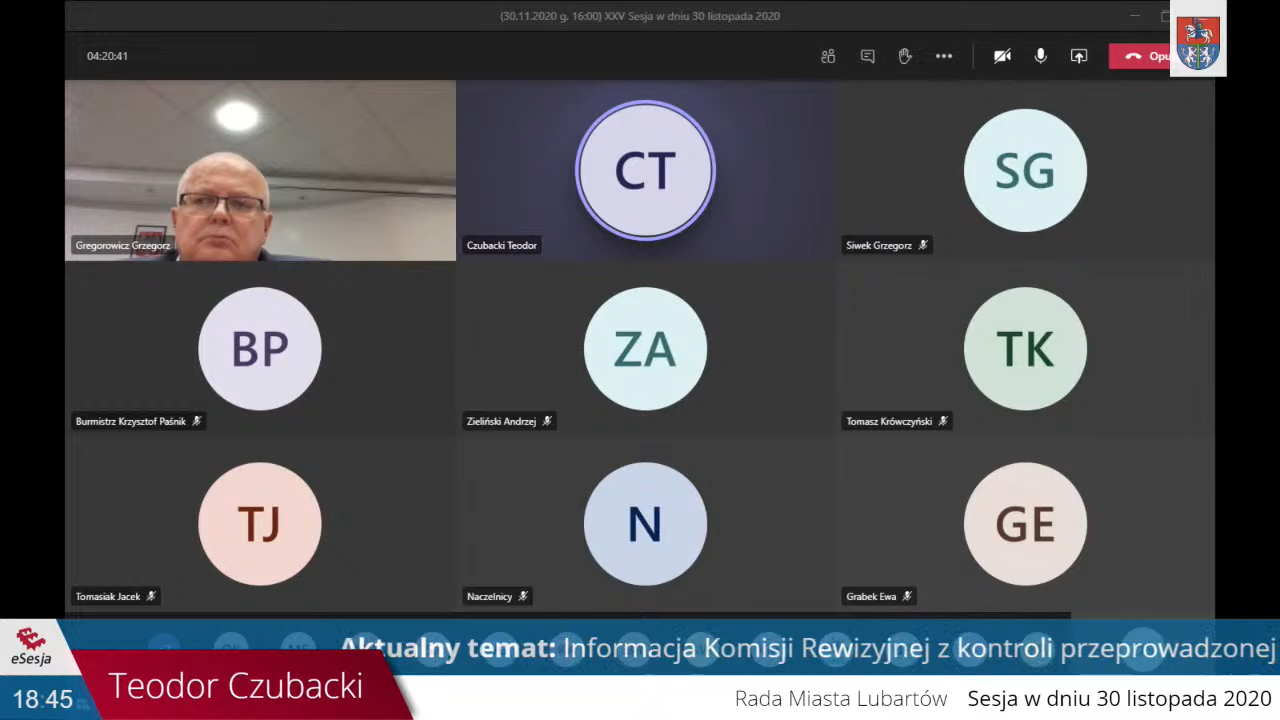 (30.11.2020 g. 16:00) XXV Sesja w dniu 30 listopada 2020
04:20:41
Gregorowicz Grzegorz
CT
Czubacki Teodor
SG
Siwek Grzegorz
BP
Burmistrz Krzysztof Paśnik
ZA
Zieliński Andrzej
TK
Tomasz Krówczyński
TJ
Tomasiak Jacek
N
Naczelnicy
GE
Grabek Ewa
eSesja
Aktualny temat: Informacja Komisji Rewizyjnej z kontroli przeprowadzonej
Teodor Czubacki
18:45
Rada Miasta Lubartów Sesja w dniu 30 listopada 2020